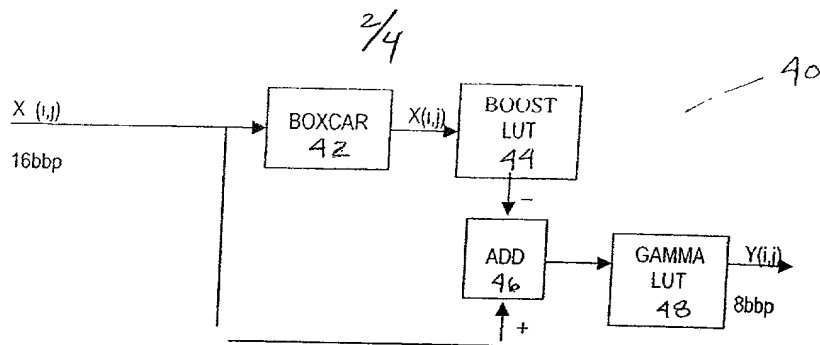 2/4
40
X (i,j)
16bbp
BOXCAR
42
X(i,j)
BOOST
LUT
44
−
ADD
46
+
GAMMA
LUT
48
Y(i,j)
8bbp